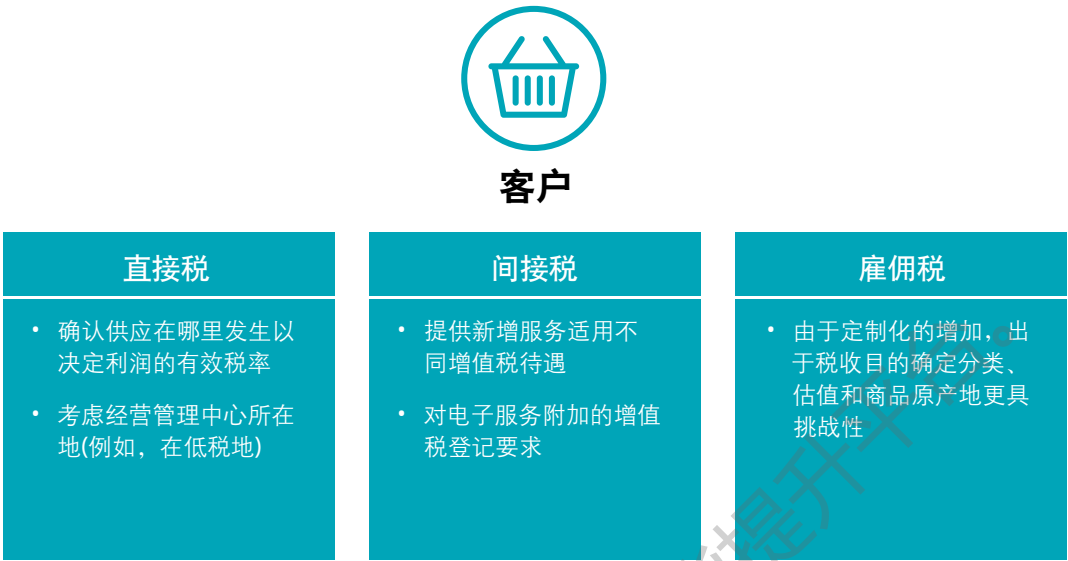 客户
直接税
• 确认供应在哪里发生以
决定利润的有效税率
• 考虑经营管理中心所在
地(例如，在低税地)
间接税
• 提供新增服务适用不
同增值税待遇
• 对电子服务附加的增值
税登记要求
雇佣税
• 由于定制化的增加，出
于税收目的确定分类、
估值和商品原产地更具
挑战性